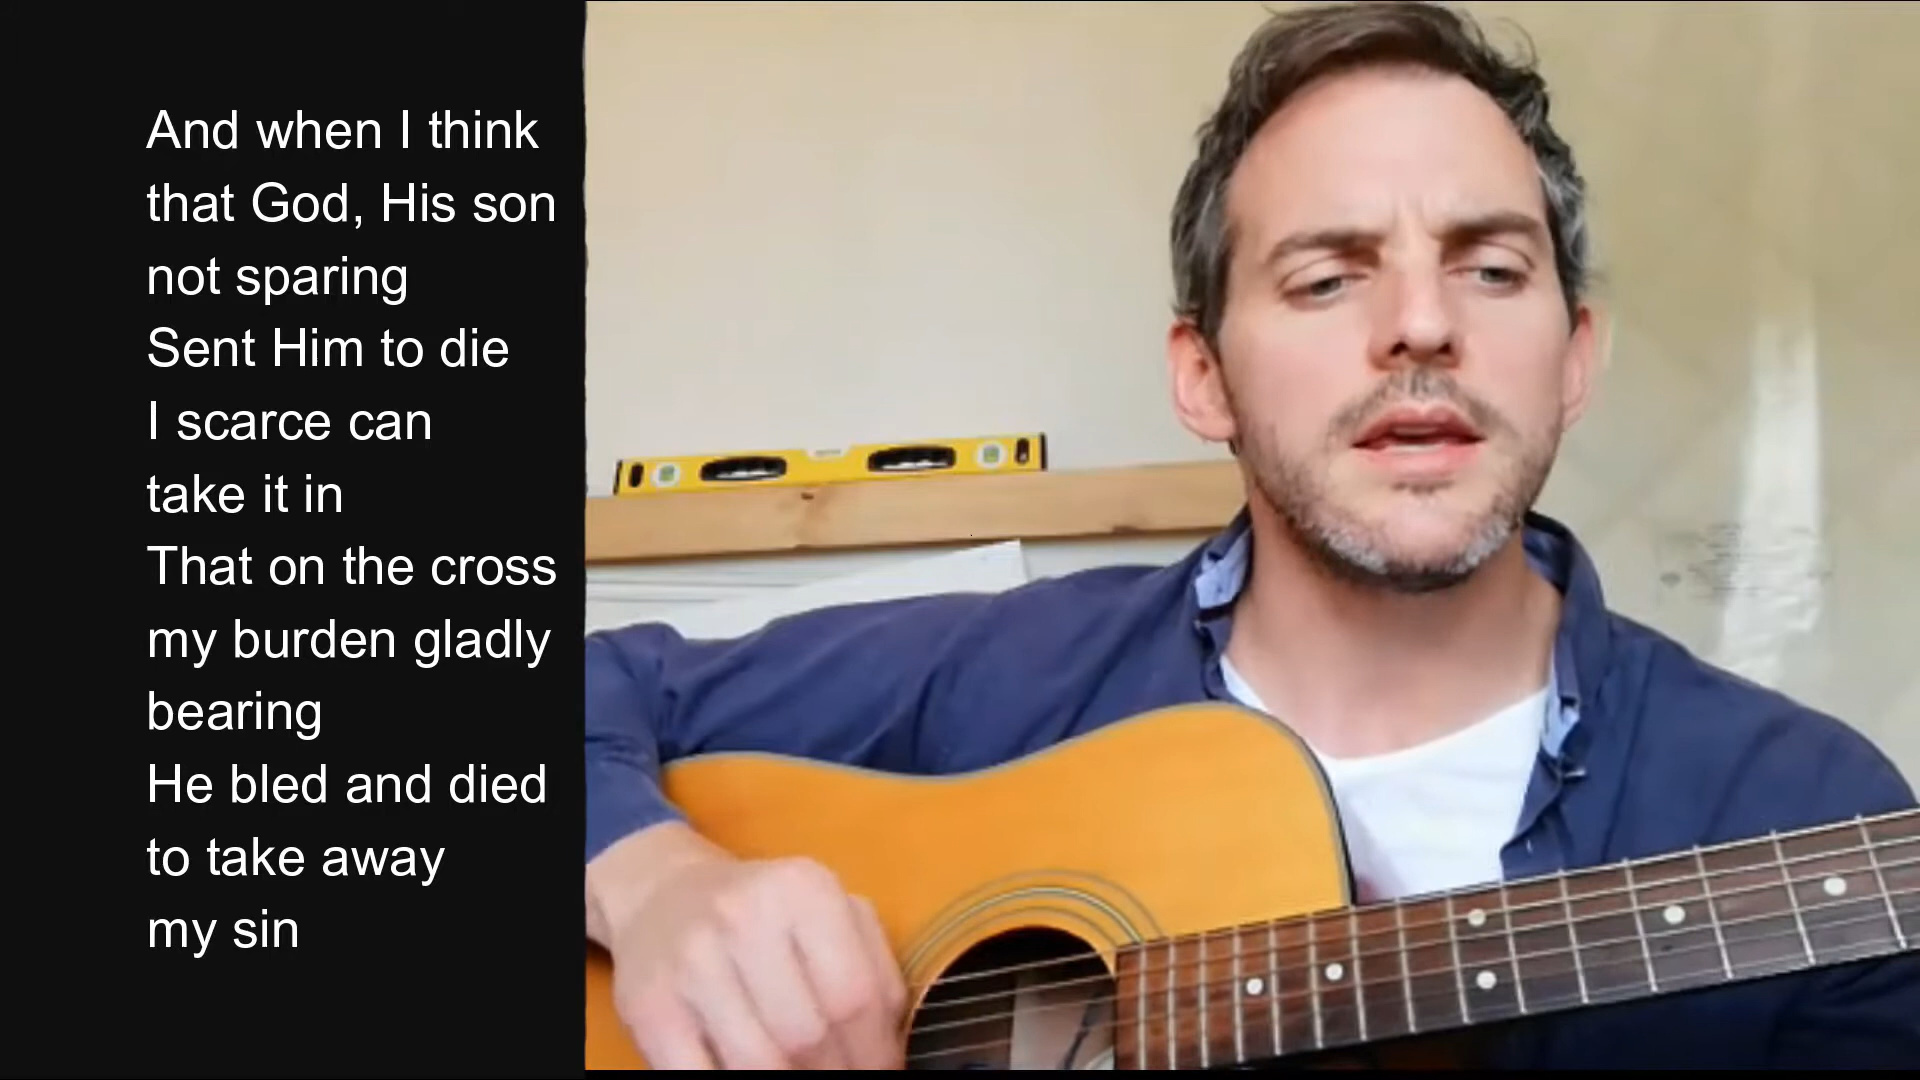 And when I think
that God, His son
not sparing
Sent Him to die
I scarce can
take it in
That on the cross
my burden gladly
bearing
He bled and died
to take away
my sin